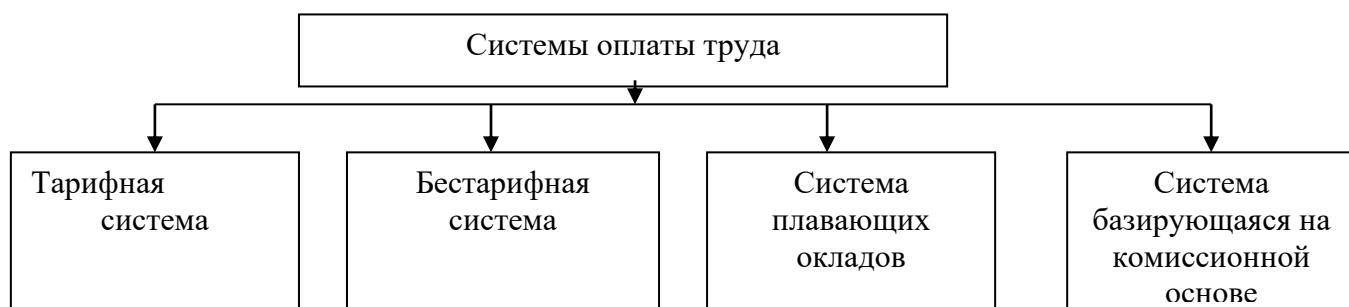 Системы оплаты труда
Тарифная
система
Бестарифная
система
Система
плавающих
окладов
Система
базирующаяся на
комиссионной
основе